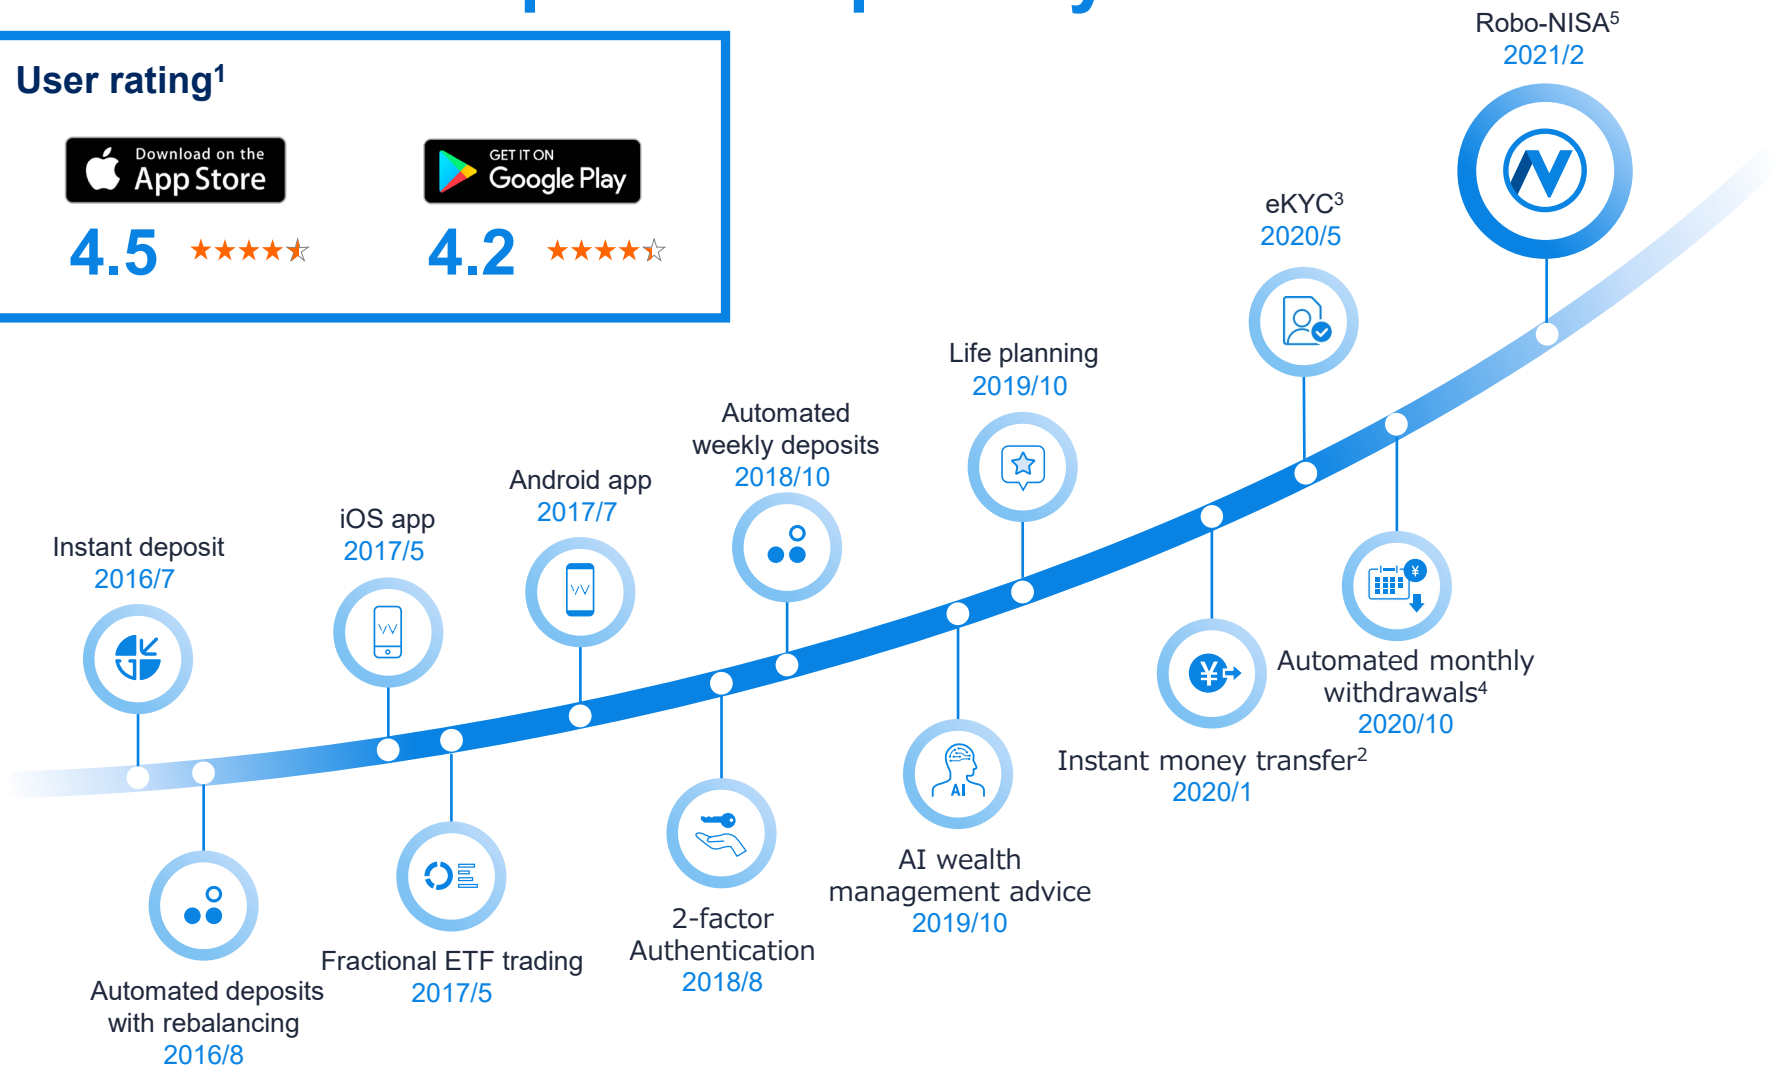 User rating1
Download on the
App Store
GET IT ON
Google Play
4.5
4.2
Robo-NISA5
2021/2
eKYC3
2020/5
Life planning
2019/10
Automated
weekly deposits
2018/10
Android app
2017/7
iOS app
2017/5
Instant deposit
2016/7
Automated deposits
with rebalancing
2016/8
Fractional ETF trading
2017/5
2-factor
Authentication
2018/8
AI
AI wealth
management advice
2019/10
Instant money transfer2
2020/1
Automated monthly
withdrawals4
2020/10
¥
¥